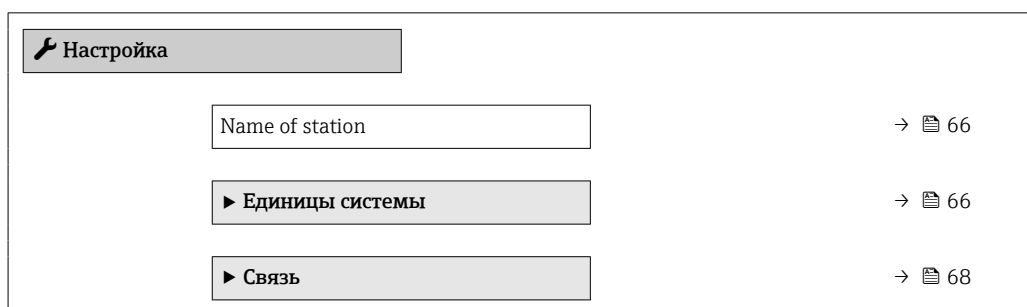 Настройка
Name of station → 66
▶ Единицы системы → 66
▶ Связь → 68